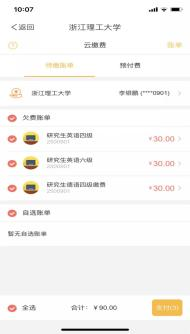 10:07
返回
浙江理工大学
云缴费
账单
待缴账单
预付费
浙江理工大学
李锦鹏 (****0901)
欠费账单
研究生英语四级
2500901
¥30.00
研究生英语六级
2500901
¥30.00
研究生德语四级缴费
2500901
¥30.00
自选账单
暂无自选账单
全选
合计：¥ 90.00
支付(3)